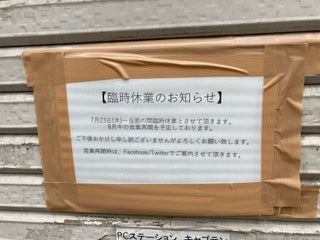 【臨時休業のお知らせ】
7月23日(木)～当面の間臨時休業とさせて頂きます。
8月中の営業再開を予定しております。
ご不便おかけし申し訳ございませんがよろしくお願い致します。
営業再開時は、Facebook/Twitterでご案内させて頂きます。
PCステーション キャプテン